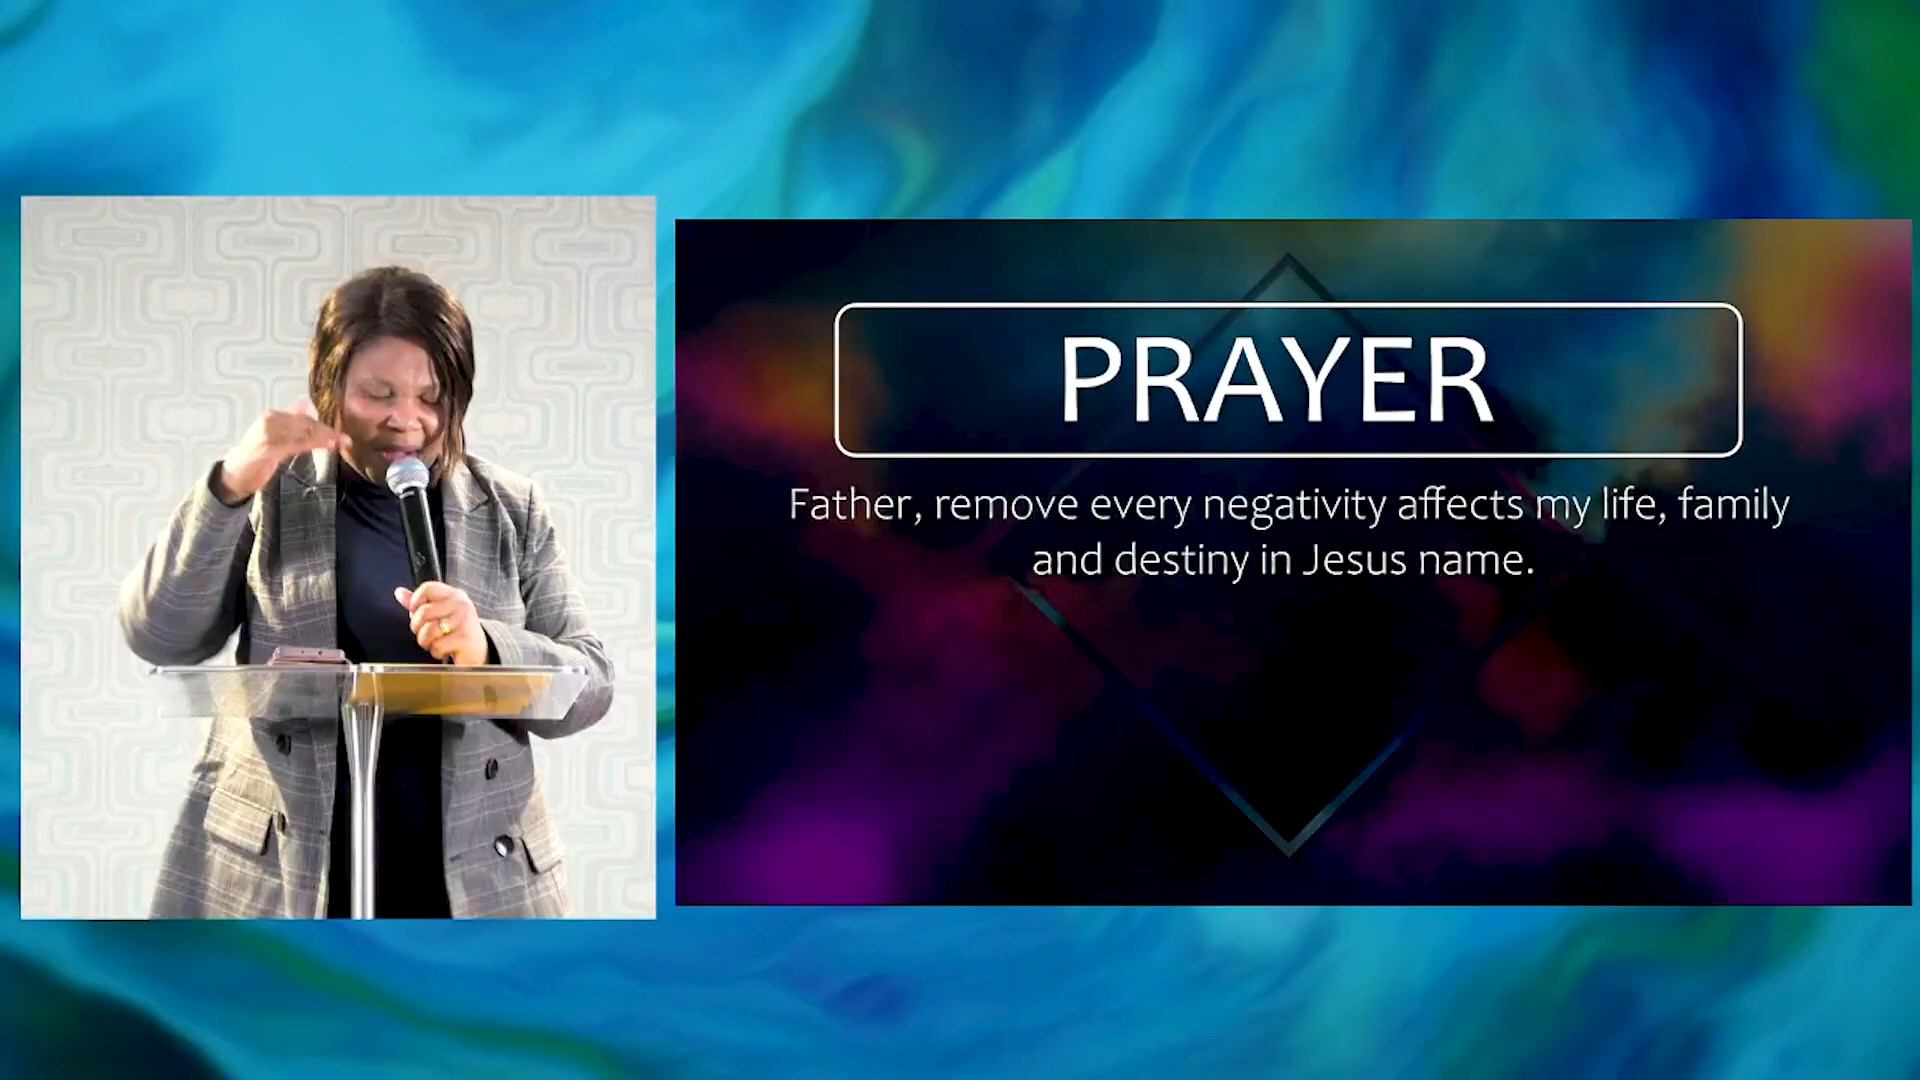 PRAYER
Father, remove every negativity affects my life, family
and destiny in Jesus name.